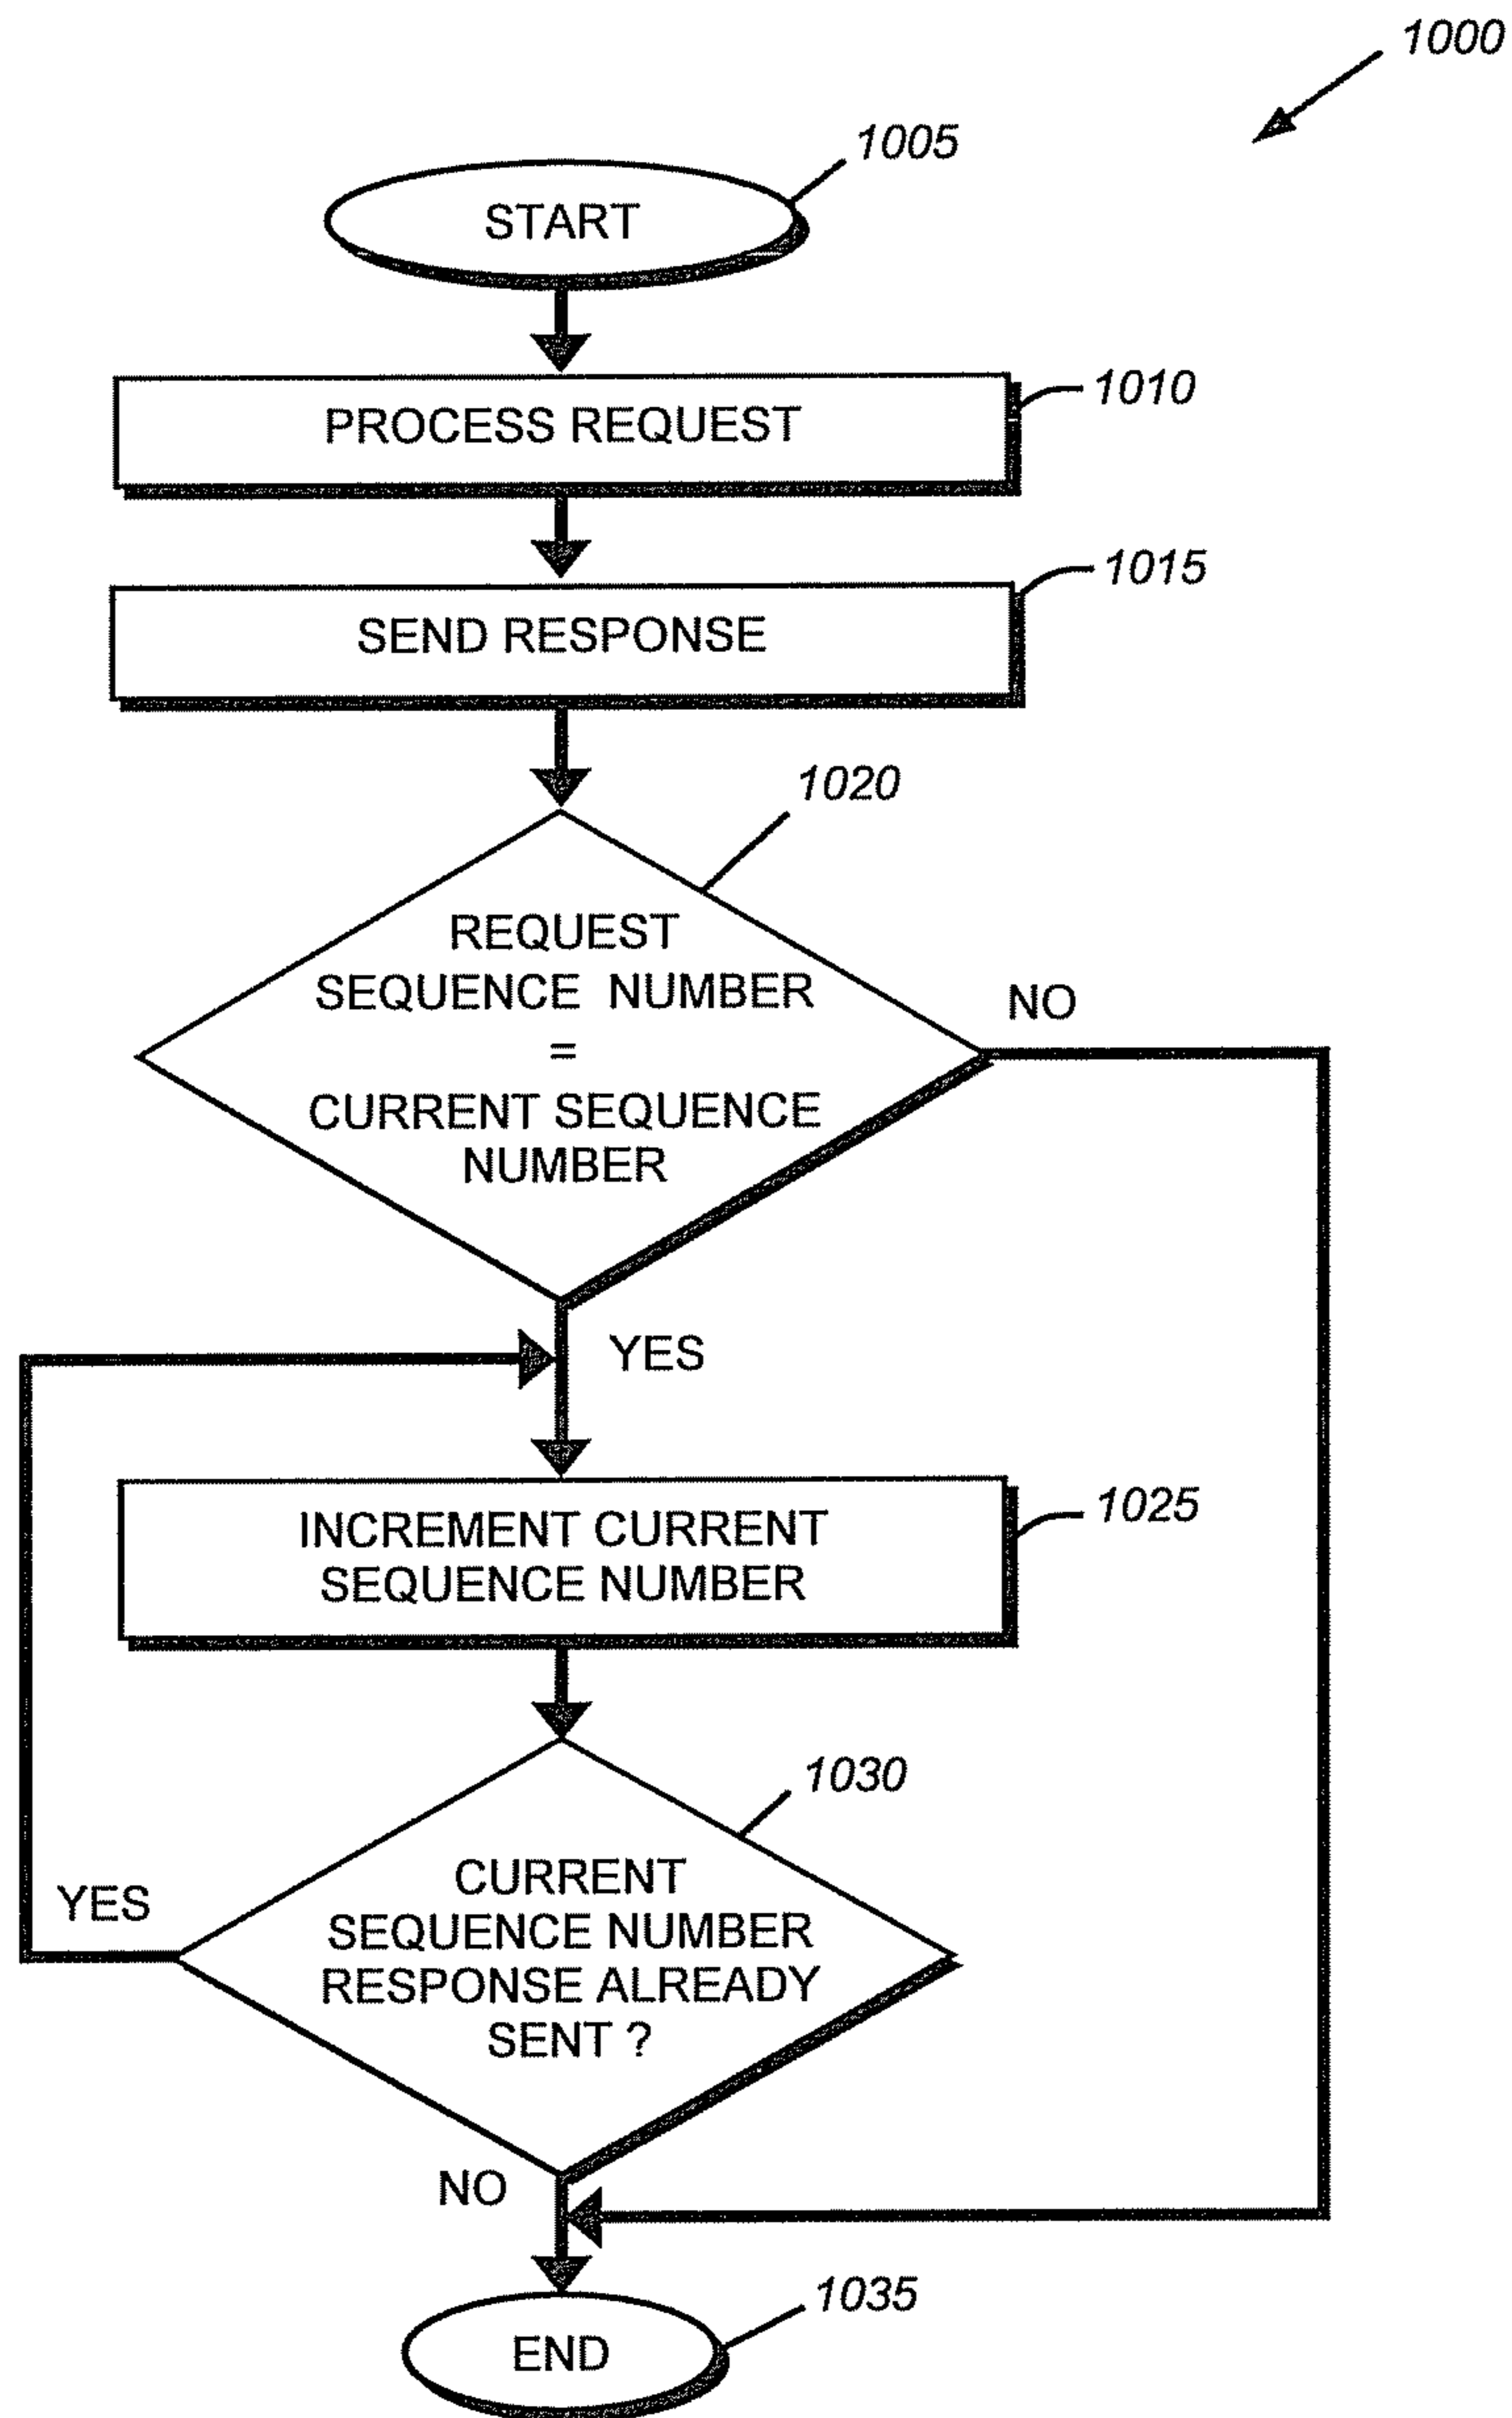 1000
1005
START
1010
PROCESS REQUEST
1015
SEND RESPONSE
1020
REQUEST
SEQUENCE NUMBER
=
CURRENT SEQUENCE
NUMBER
NO
YES
1025
INCREMENT CURRENT
SEQUENCE NUMBER
1030
CURRENT
SEQUENCE NUMBER
RESPONSE ALREADY
SENT ?
YES
NO
1035
END